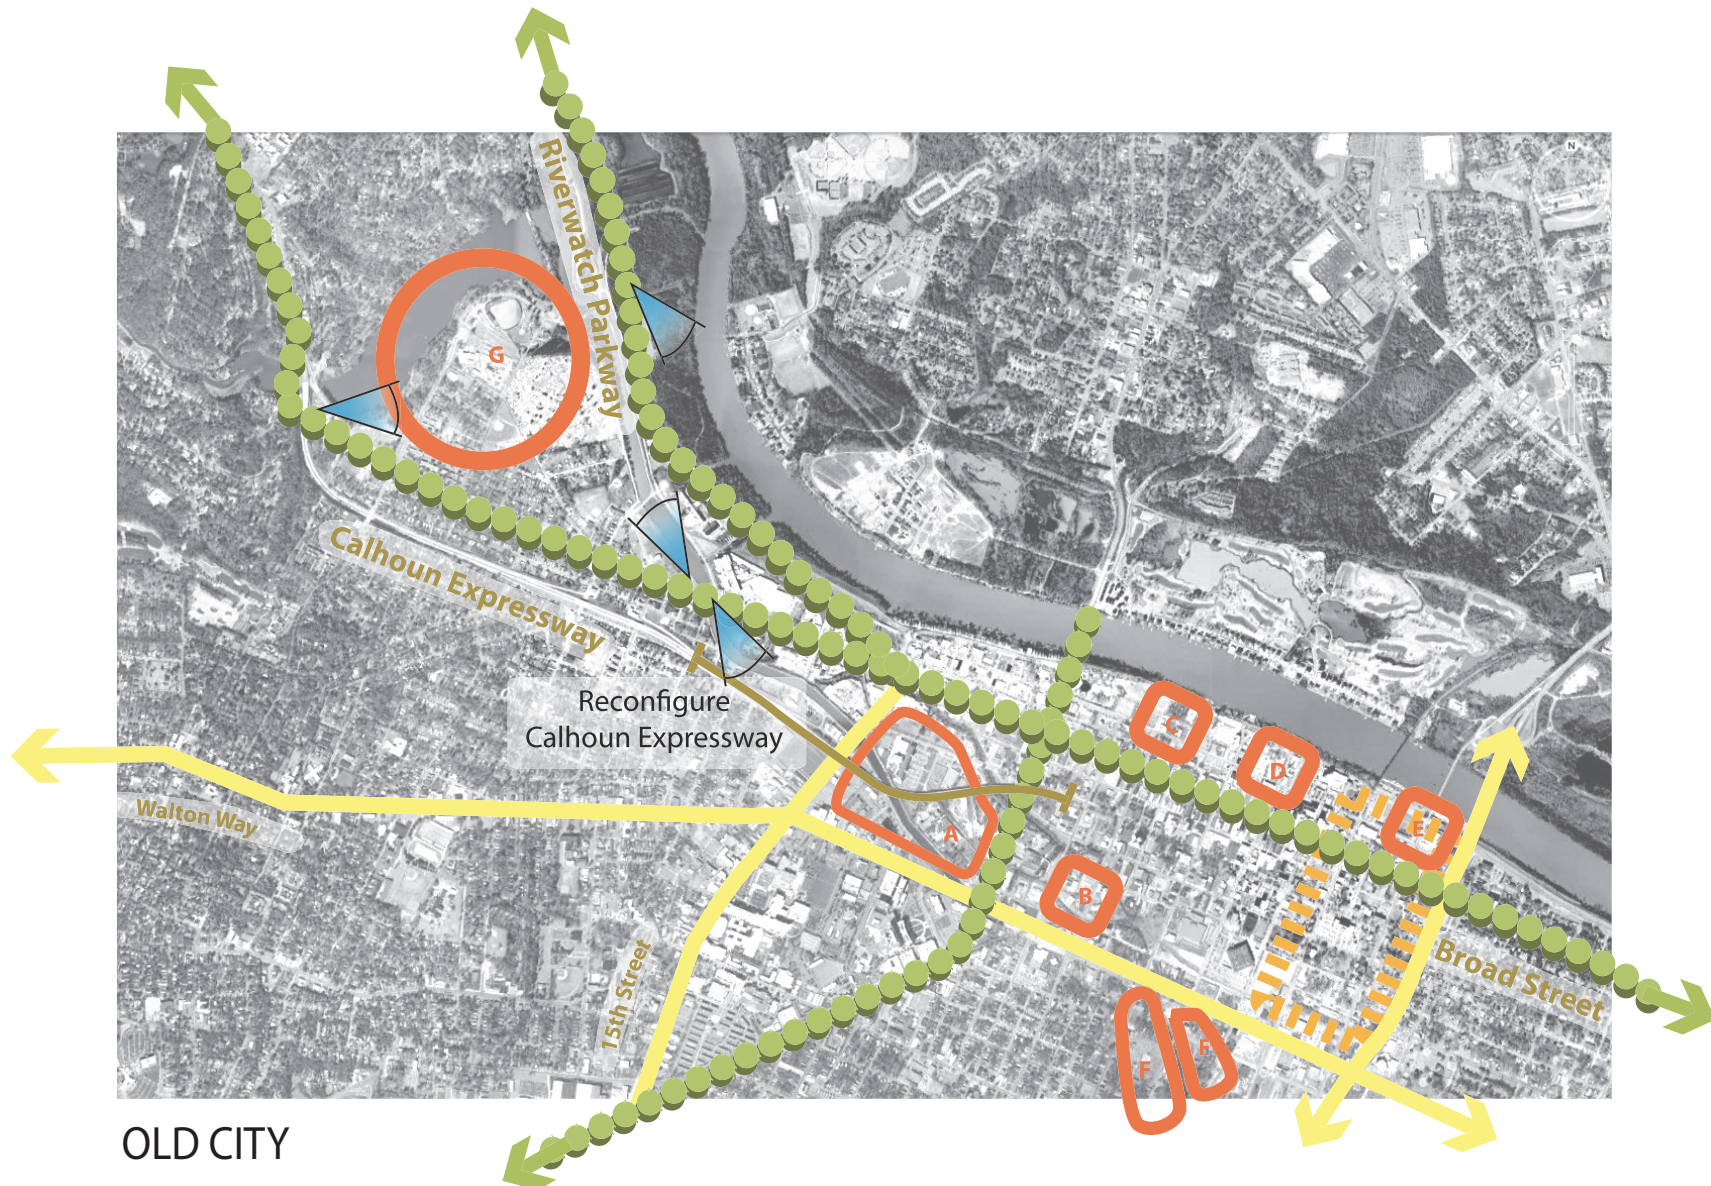 N
Riverwatch Parkway
G
Calhoun Expressway
Reconfigure
Calhoun Expressway
C
D
Walton Way
E
A
B
Broad Street
15th Street
F
F
OLD CITY